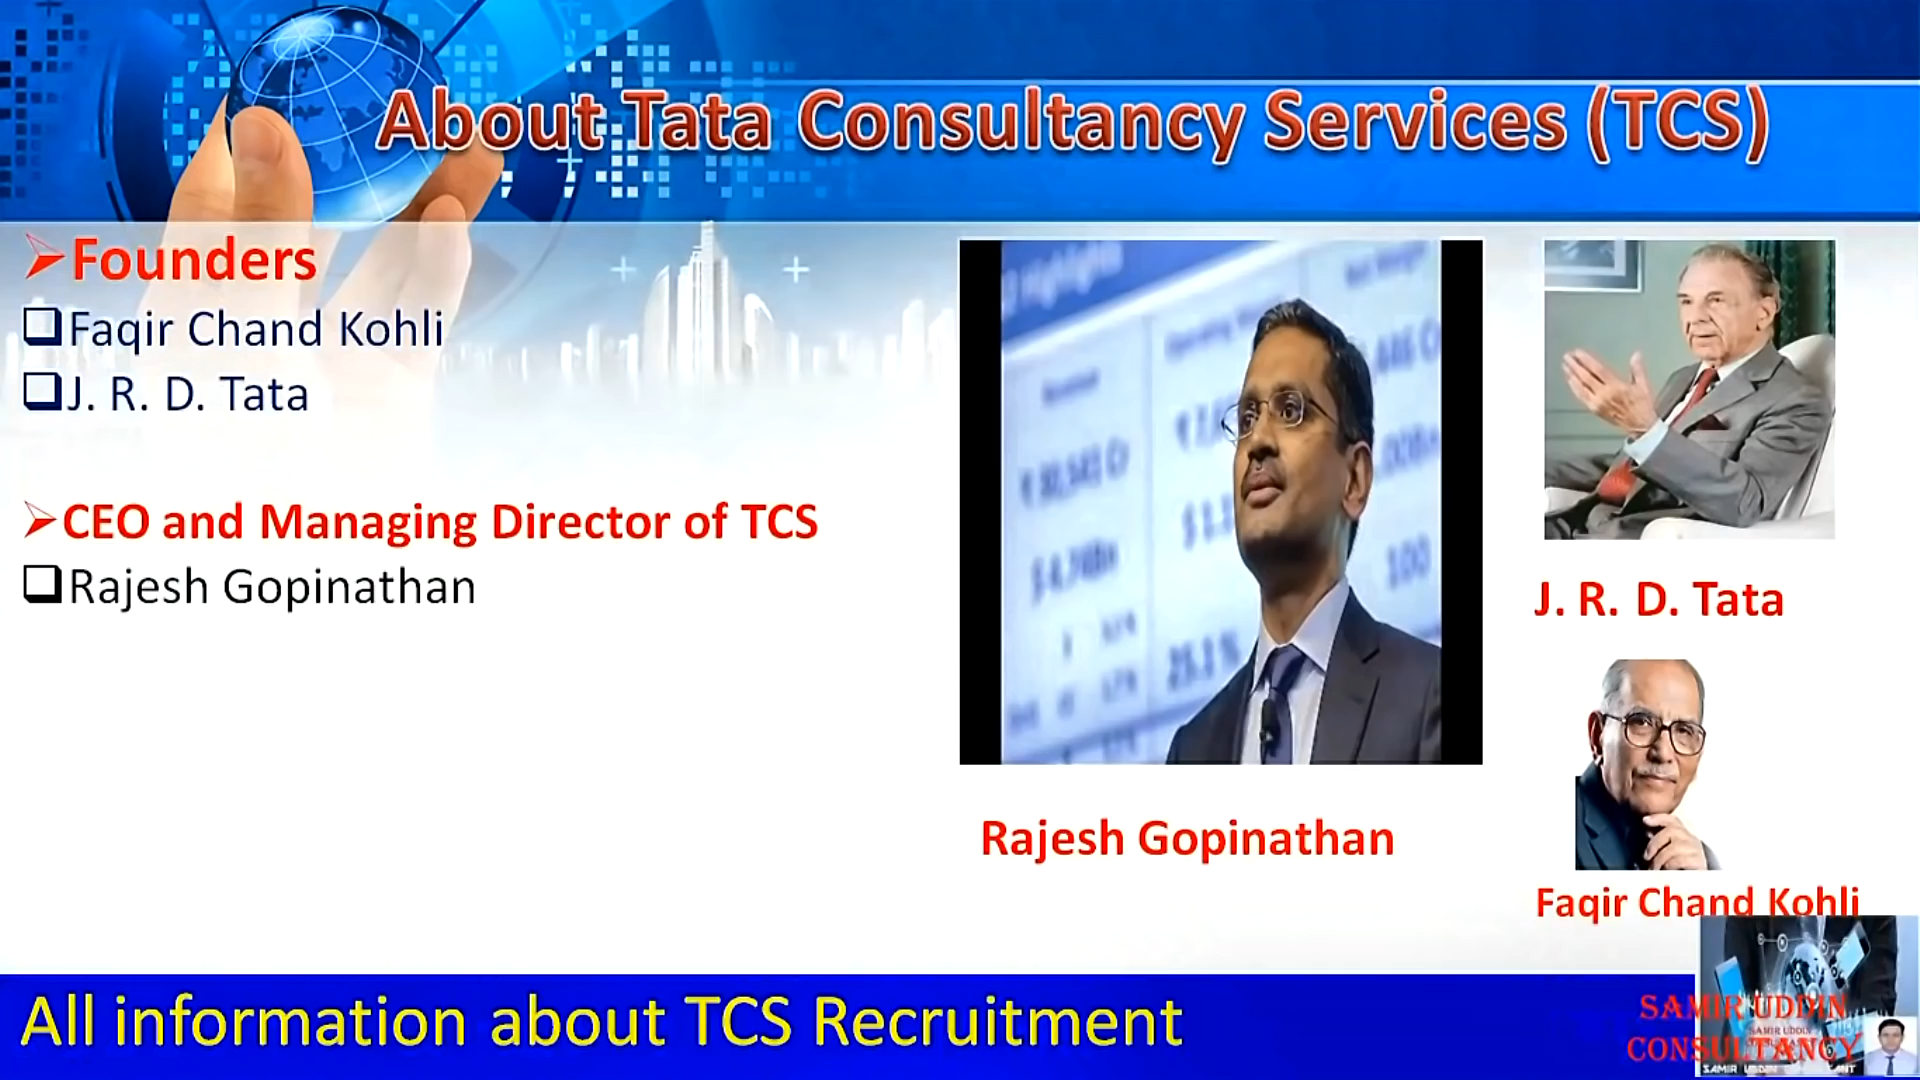 About Tata Consultancy Services (TCS)
Founders
Faqir Chand Kohli
J. R. D. Tata
CEO and Managing Director of TCS
Rajesh Gopinathan
J. R. D. Tata
Rajesh Gopinathan
Faqir Chand Kohli
All information about TCS Recruitment
SAMIR UDDIN
CONSULTANCY